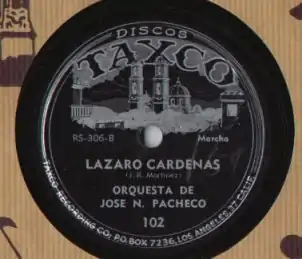 DISCOS
TAXCO
RS-306-B
Marcha
LAZARO CARDENAS
(J. B. Martinez)
ORQUESTA DE
JOSE N. PACHECO
102
TAXCO RECORDING CO., P.O. BOX 7236, LOS ANGELES, 37, CALIF.